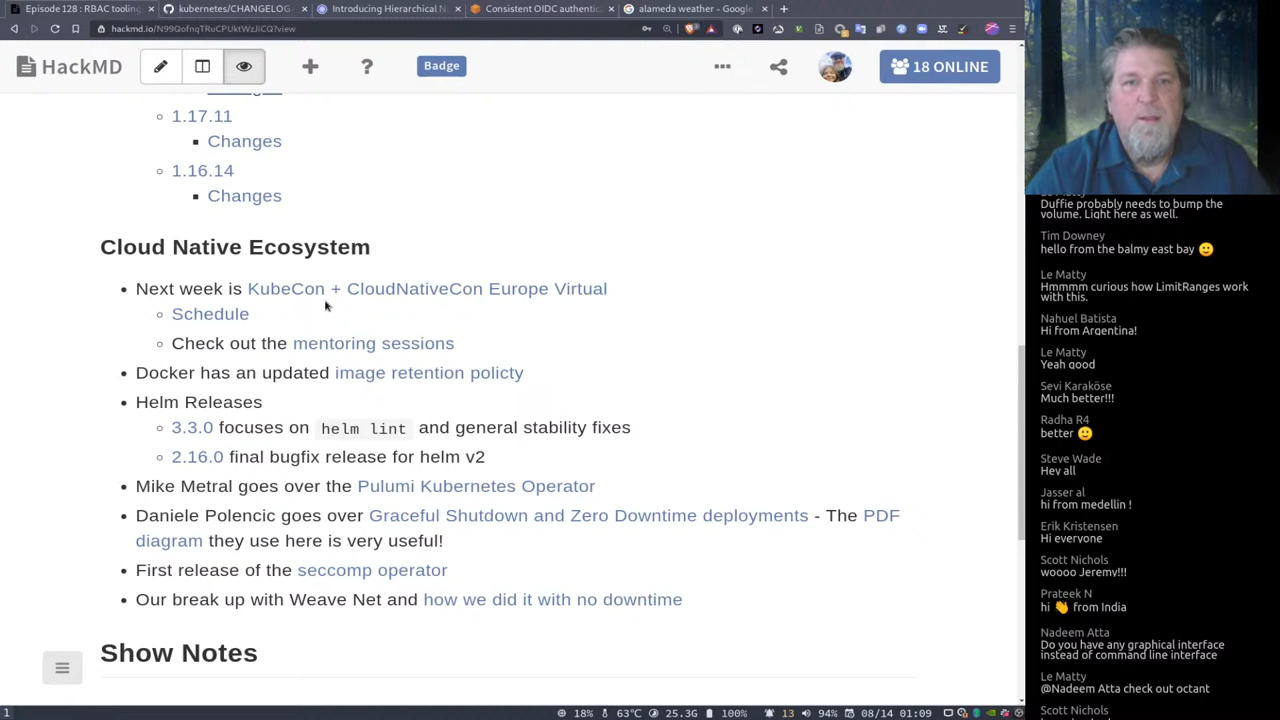 Episode 128 : RBAC tooling
kubernetes/CHANGELOG-
Introducing Hierarchical N
Consistent OIDC authentic
alameda weather - Google
hackmd.io/N99QofnqTRuCPUktWzJiCQ?view
HackMD
Badge
18 ONLINE
1.17.11
Changes
1.16.14
Changes
Cloud Native Ecosystem
Next week is KubeCon + CloudNativeCon Europe Virtual
Schedule
Check out the mentoring sessions
Docker has an updated image retention policty
Helm Releases
3.3.0 focuses on helm lint and general stability fixes
2.16.0 final bugfix release for helm v2
Mike Metral goes over the Pulumi Kubernetes Operator
Daniele Polencic goes over Graceful Shutdown and Zero Downtime deployments - The PDF
diagram they use here is very useful!
First release of the seccomp operator
Our break up with Weave Net and how we did it with no downtime
Show Notes
Le Matty
Duffie probably needs to bump the
volume. Light here as well.
Tim Downey
hello from the balmy east bay 🙂
Le Matty
Hmmmm curious how LimitRanges work
with this.
Nahuel Batista
Hi from Argentina!
Le Matty
Yeah good
Sevi Karaköse
Much better!!!
Radha R4
better 🙂
Steve Wade
Hey all
Jasser al
hi from medellin !
Erik Kristensen
Hi everyone
Scott Nichols
woooo Jeremy!!!
Prateek N
hi 👋 from India
Nadeem Atta
Do you have any graphical interface
instead of command line interface
Le Matty
@Nadeem Atta check out octant
Scott Nichols
1
18% 63℃ 25.3G 100% 13 94% 08/14 01:09